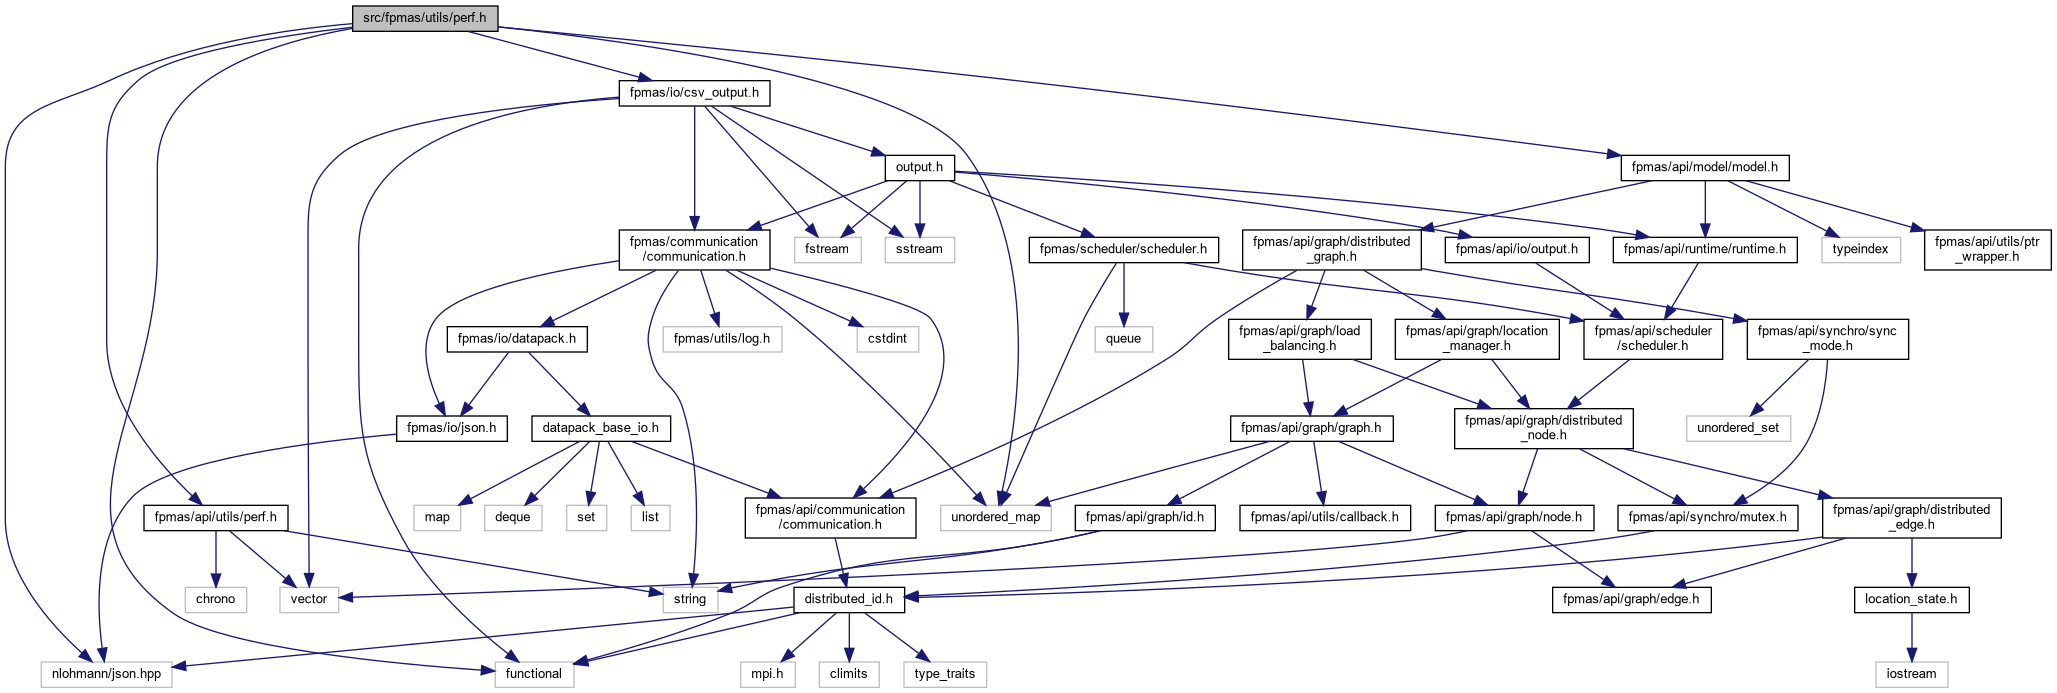 src/fpmas/utils/perf.h
fpmas/io/csv_output.h
output.h
fpmas/api/model/model.h
fpmas/communication
/communication.h
fstream
sstream
fpmas/scheduler/scheduler.h
fpmas/api/graph/distributed
_graph.h
fpmas/api/io/output.h
fpmas/api/runtime/runtime.h
typeindex
fpmas/api/utils/ptr
_wrapper.h
fpmas/io/datapack.h
fpmas/utils/log.h
cstdint
queue
fpmas/api/graph/load
_balancing.h
fpmas/api/graph/location
_manager.h
fpmas/api/scheduler
/scheduler.h
fpmas/api/synchro/sync
_mode.h
fpmas/io/json.h
datapack_base_io.h
fpmas/api/graph/graph.h
fpmas/api/graph/distributed
_node.h
unordered_set
fpmas/api/utils/perf.h
map
deque
set
list
fpmas/api/communication
/communication.h
unordered_map
fpmas/api/graph/id.h
fpmas/api/utils/callback.h
fpmas/api/graph/node.h
fpmas/api/synchro/mutex.h
fpmas/api/graph/distributed
_edge.h
chrono
vector
string
distributed_id.h
fpmas/api/graph/edge.h
location_state.h
nlohmann/json.hpp
functional
mpi.h
climits
type_traits
iostream